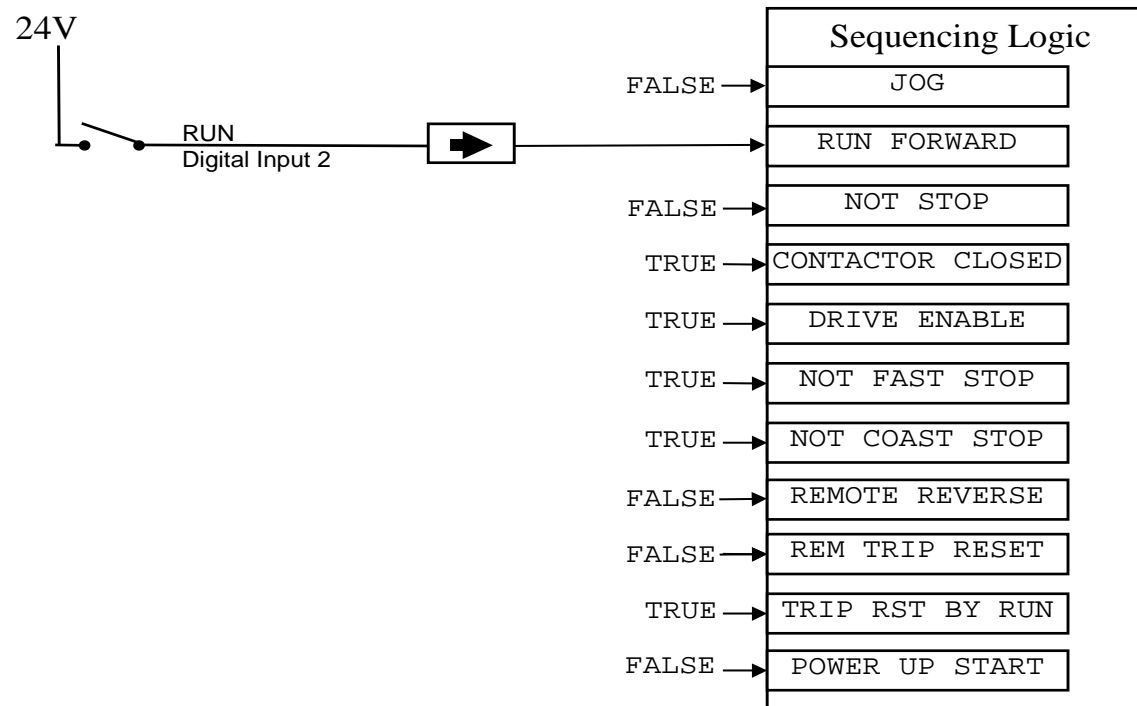 24V
Sequencing Logic
FALSE JOG
RUN
Digital Input 2
RUN FORWARD
FALSE NOT STOP
TRUE CONTACTOR CLOSED
TRUE DRIVE ENABLE
TRUE NOT FAST STOP
TRUE NOT COAST STOP
FALSE REMOTE REVERSE
FALSE REM TRIP RESET
TRUE TRIP RST BY RUN
FALSE POWER UP START